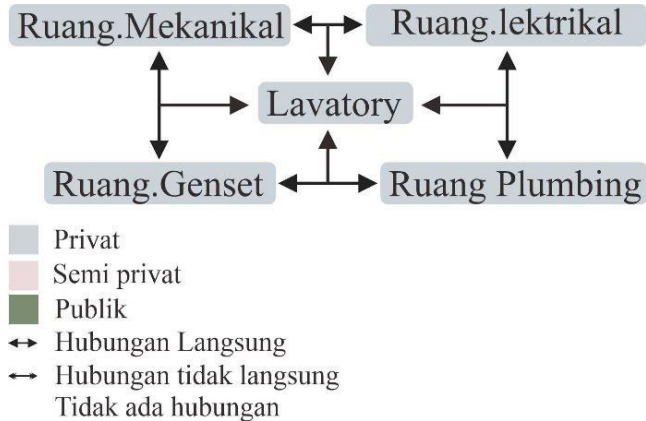 Ruang.Mekanikal
Ruang.lektrikal
Lavatory
Ruang.Genset
Ruang Plumbing
Privat
Semi privat
Publik
Hubungan Langsung
Hubungan tidak langsung
Tidak ada hubungan